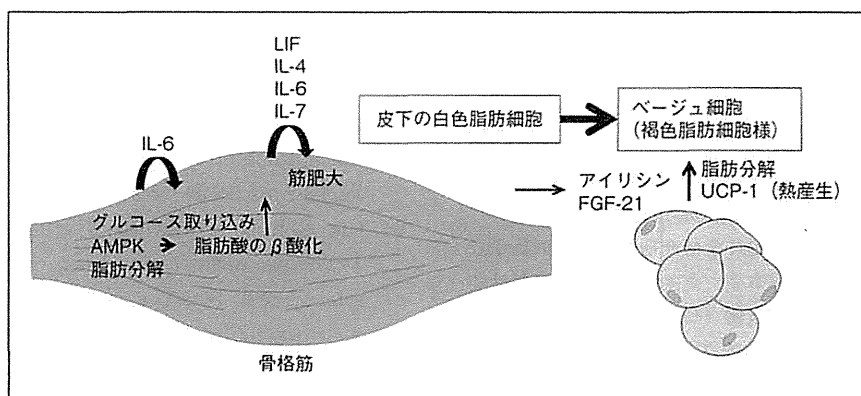 LIF
IL-4
IL-6
IL-7
IL-6
筋肥大
グルコース取り込み
AMPK
脂肪酸のβ酸化
脂肪分解
骨格筋
皮下の白色脂肪細胞
ベージュ細胞
(褐色脂肪細胞様)
アイリシン
FGF-21
脂肪分解
UCP-1(熱産生)